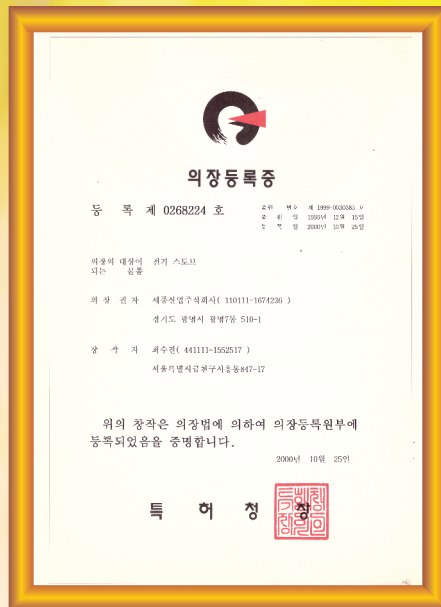 의장등록증
등 록 제 0268224 호
출원 번호 제 1999-0030385 호
출 원 일 1999년 12월 15일
등 록 일 2000년 10월 25일
의장의 대상이 전기 스토브
되는 물품
의 장 권 자 세종산업주식회사( 110111-1674236 )
경기도 광명시 광명7동 510-1
창 작 자 최수진( 441111-1552517 )
서울특별시금천구시흥동847-17
위의 창작은 의장법에 의하여 의장등록원부에
등록되었음을 증명합니다.
2000년 10월 25일
특 허 청 장